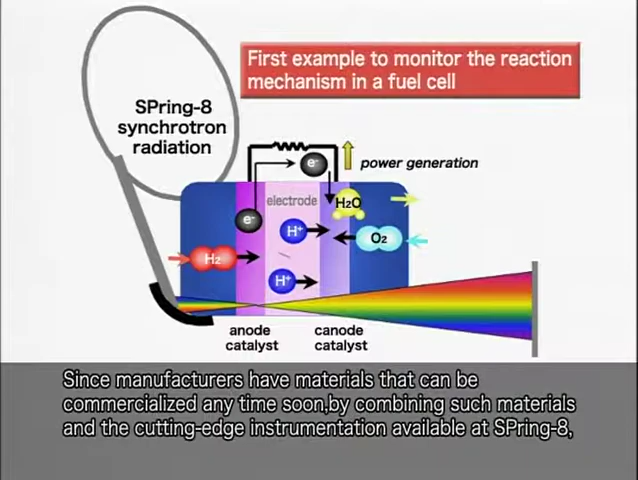 First example to monitor the reaction
mechanism in a fuel cell
SPring-8
synchrotron
radiation
e-
power generation
electrode
H2O
e-
H+
O2
H2
H+
anode
catalyst
canode
catalyst
Since manufacturers have materials that can be
commercialized any time soon,by combining such materials
and the cutting-edge instrumentation available at SPring-8,